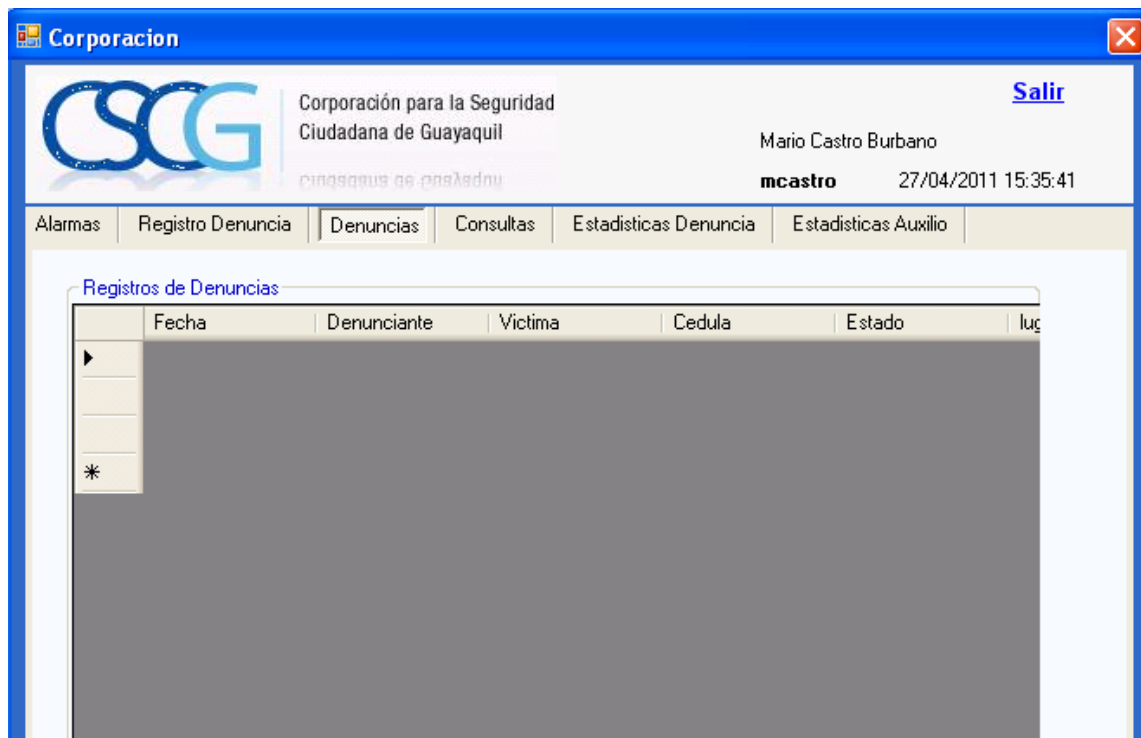 Corporacion
CSCG
Corporación para la Seguridad
Ciudadana de Guayaquil
Salir
Mario Castro Burbano
mcastro 27/04/2011 15:35:41
Alarmas Registro Denuncia Denuncias Consultas Estadisticas Denuncia Estadisticas Auxilio
Registros de Denuncias
Fecha Denunciante Victima Cedula Estado